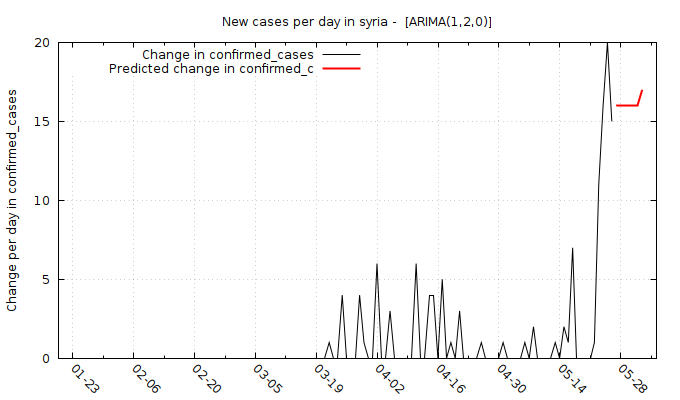 New cases per day in syria -  [ARIMA(1,2,0)]
Change in confirmed_cases
Predicted change in confirmed_c
Change per day in confirmed_cases
20
15
10
5
0
01-23 02-06 02-20 03-05 03-19 04-02 04-16 04-30 05-14 05-28